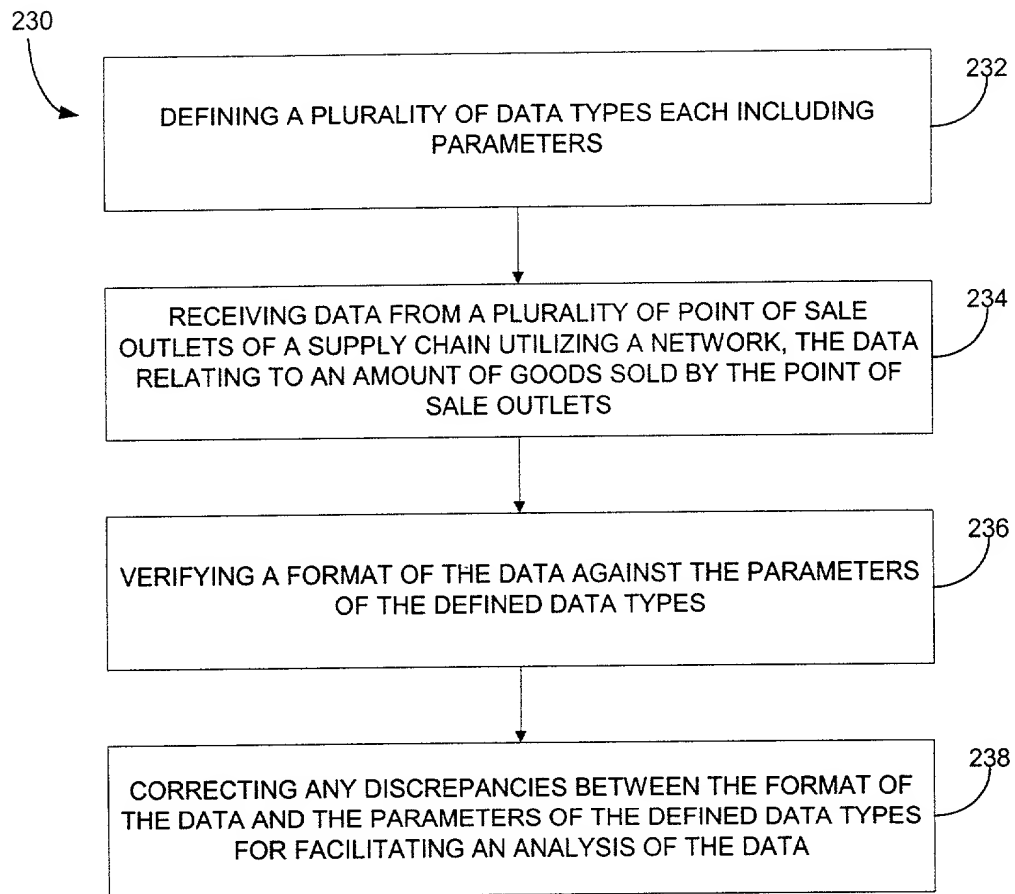 230
232
DEFINING A PLURALITY OF DATA TYPES EACH INCLUDING
PARAMETERS
234
RECEIVING DATA FROM A PLURALITY OF POINT OF SALE
OUTLETS OF A SUPPLY CHAIN UTILIZING A NETWORK, THE DATA
RELATING TO AN AMOUNT OF GOODS SOLD BY THE POINT OF
SALE OUTLETS
236
VERIFYING A FORMAT OF THE DATA AGAINST THE PARAMETERS
OF THE DEFINED DATA TYPES
238
CORRECTING ANY DISCREPANCIES BETWEEN THE FORMAT OF
THE DATA AND THE PARAMETERS OF THE DEFINED DATA TYPES
FOR FACILITATING AN ANALYSIS OF THE DATA